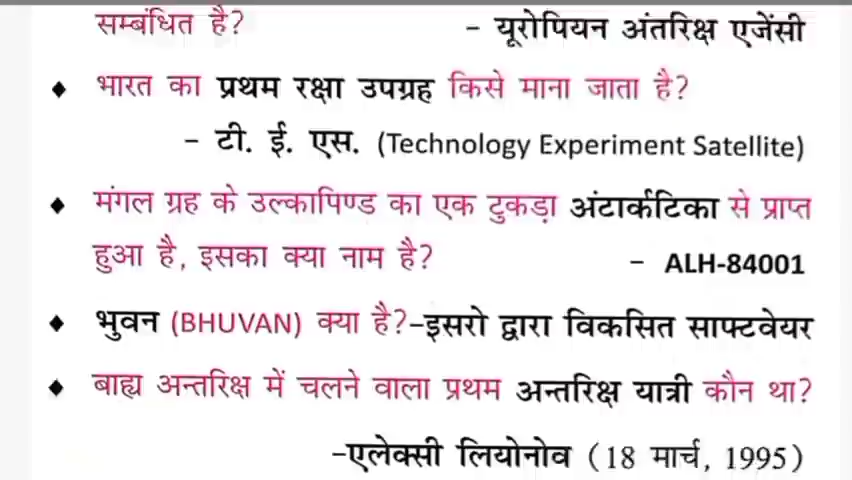 सम्बंधित है? - यूरोपियन अंतरिक्ष एजेंसी
♦ भारत का प्रथम रक्षा उपग्रह किसे माना जाता है?
- टी. ई. एस. (Technology Experiment Satellite)
♦ मंगल ग्रह के उल्कापिण्ड का एक टुकड़ा अंटार्कटिका से प्राप्त
हुआ है, इसका क्या नाम है? - ALH-84001
♦ भुवन (BHUVAN) क्या है?-इसरो द्वारा विकसित साफ्टवेयर
♦ बाह्य अन्तरिक्ष में चलने वाला प्रथम अन्तरिक्ष यात्री कौन था?
-एलेक्सी लियोनोव (18 मार्च, 1995)